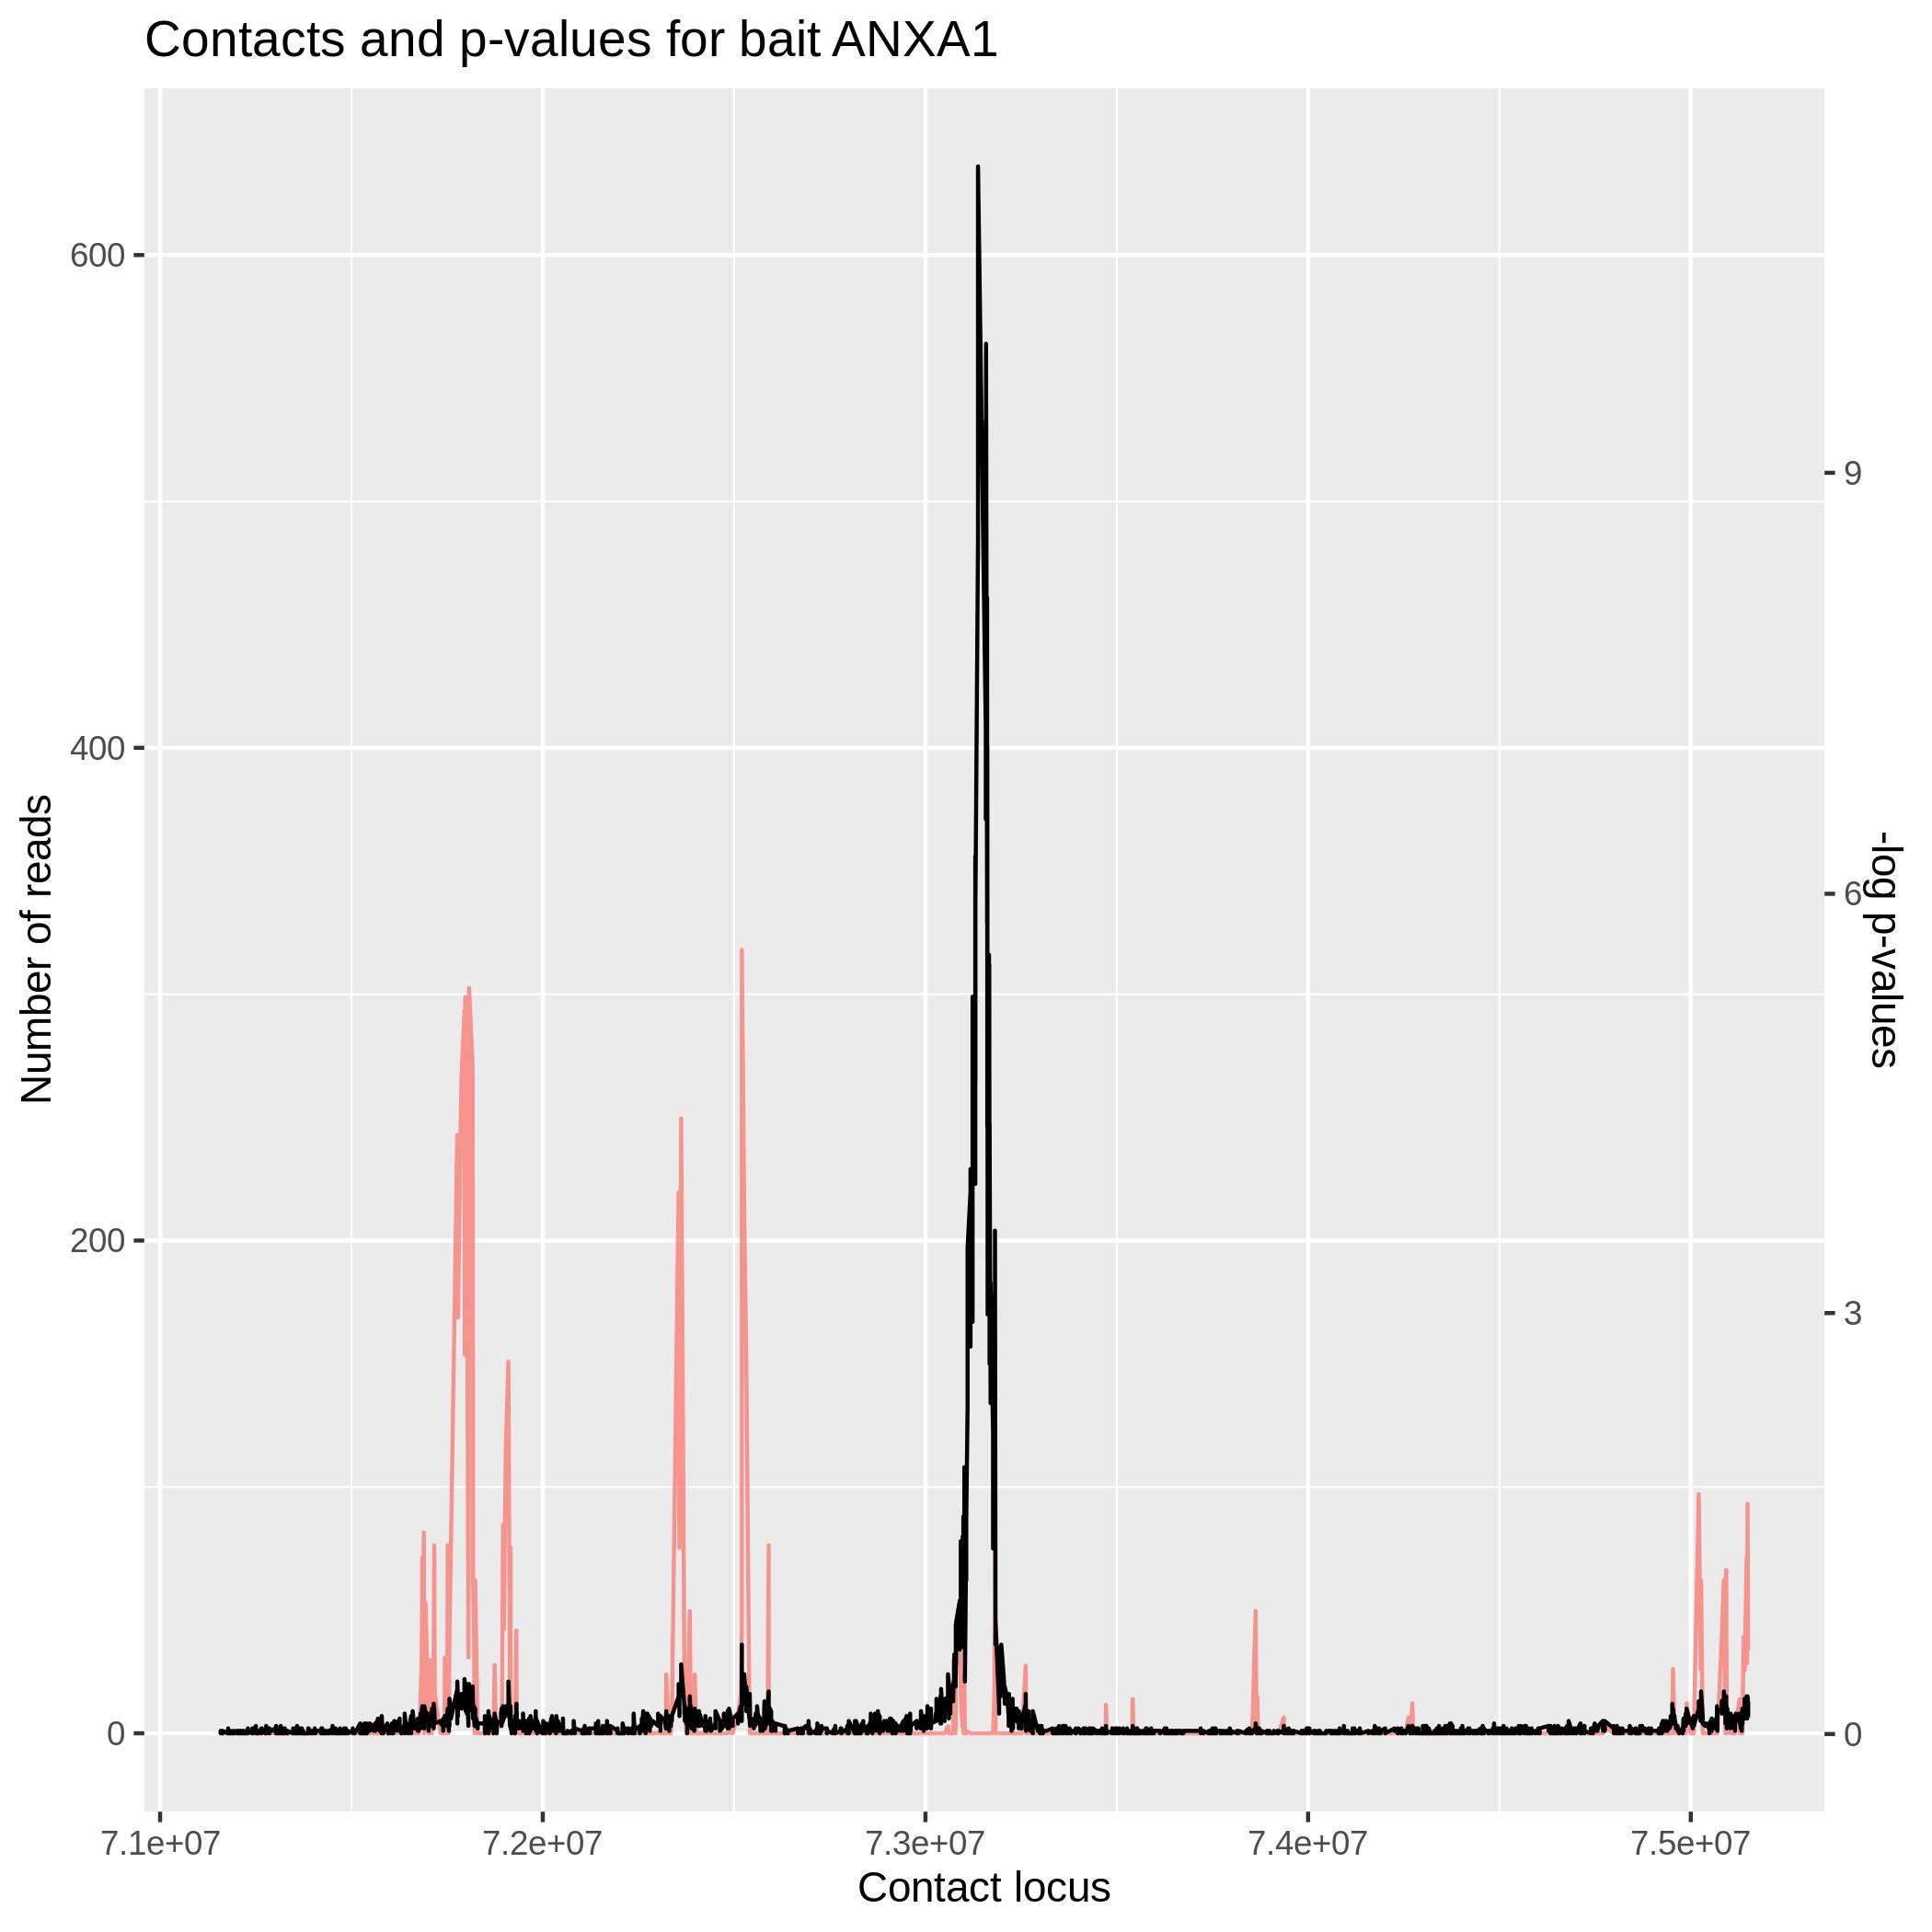 Contacts and p-values for bait ANXA1
600
400
200
0
Number of reads
9
6
3
0
-log p-values
7.1e+07 7.2e+07 7.3e+07 7.4e+07 7.5e+07
Contact locus